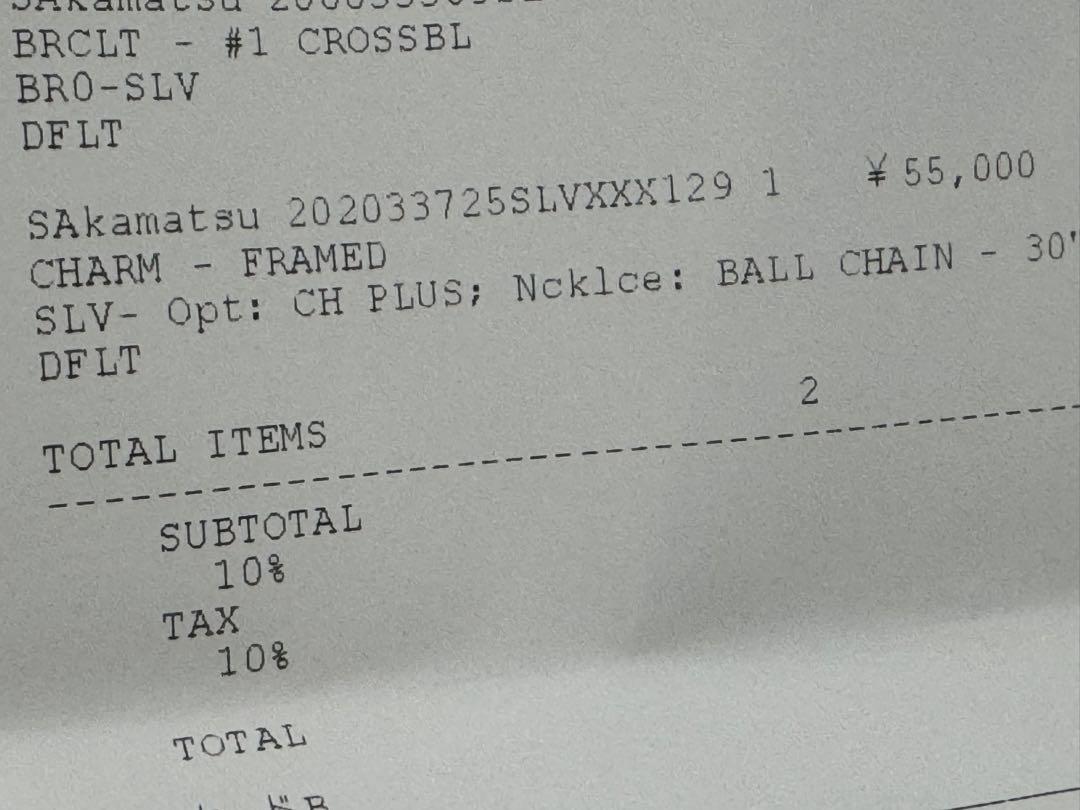 SAkamatsu
BRCLT - #1 CROSSBL
BRO-SLV
DFLT
SAkamatsu 202033725SLVXXX129 1 ¥55,000
CHARM - FRAMED
SLV- Opt: CH PLUS; Ncklce: BALL CHAIN - 30"
DFLT
TOTAL ITEMS 2
SUBTOTAL
10%
TAX
10%
TOTAL